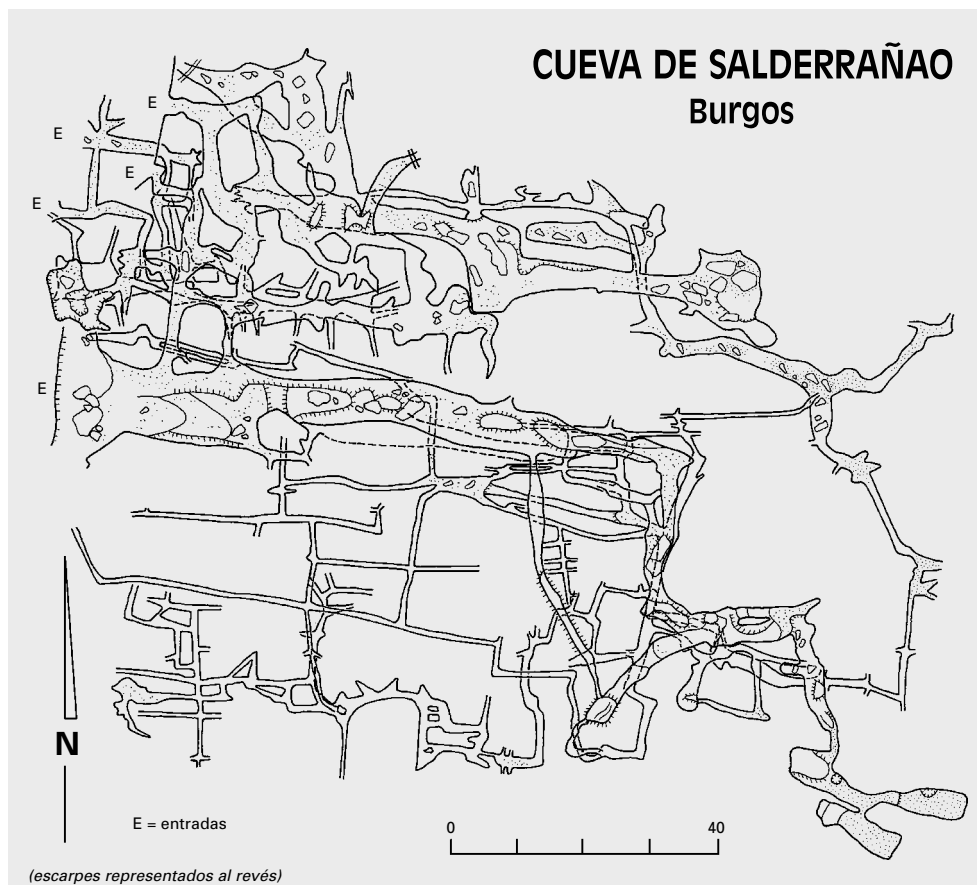 CUEVA DE SALDERRAÑAO
Burgos
E
E
E
E
E
N
E = entradas
0 40
(escarpes representados al revés)